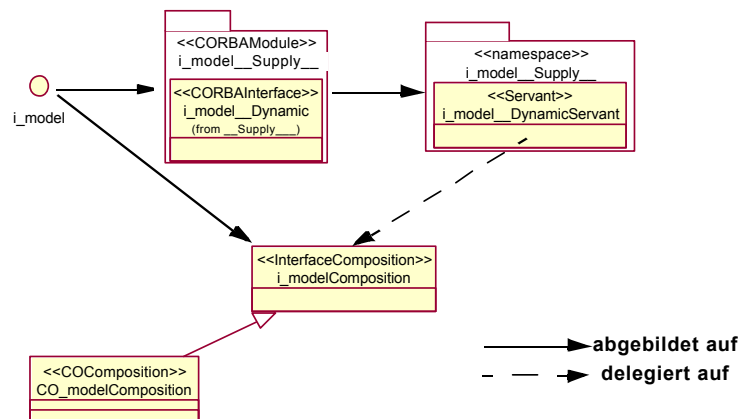 <<CORBAModule>>
i_model__Supply__
<<CORBAInterface>>
i_model__Dynamic
(from __Supply___)
<<namespace>>
i_model__Supply__
<<Servant>>
i_model__DynamicServant
i_model
<<InterfaceComposition>>
i_modelComposition
<<COComposition>>
CO_modelComposition
abgebildet auf
delegiert auf